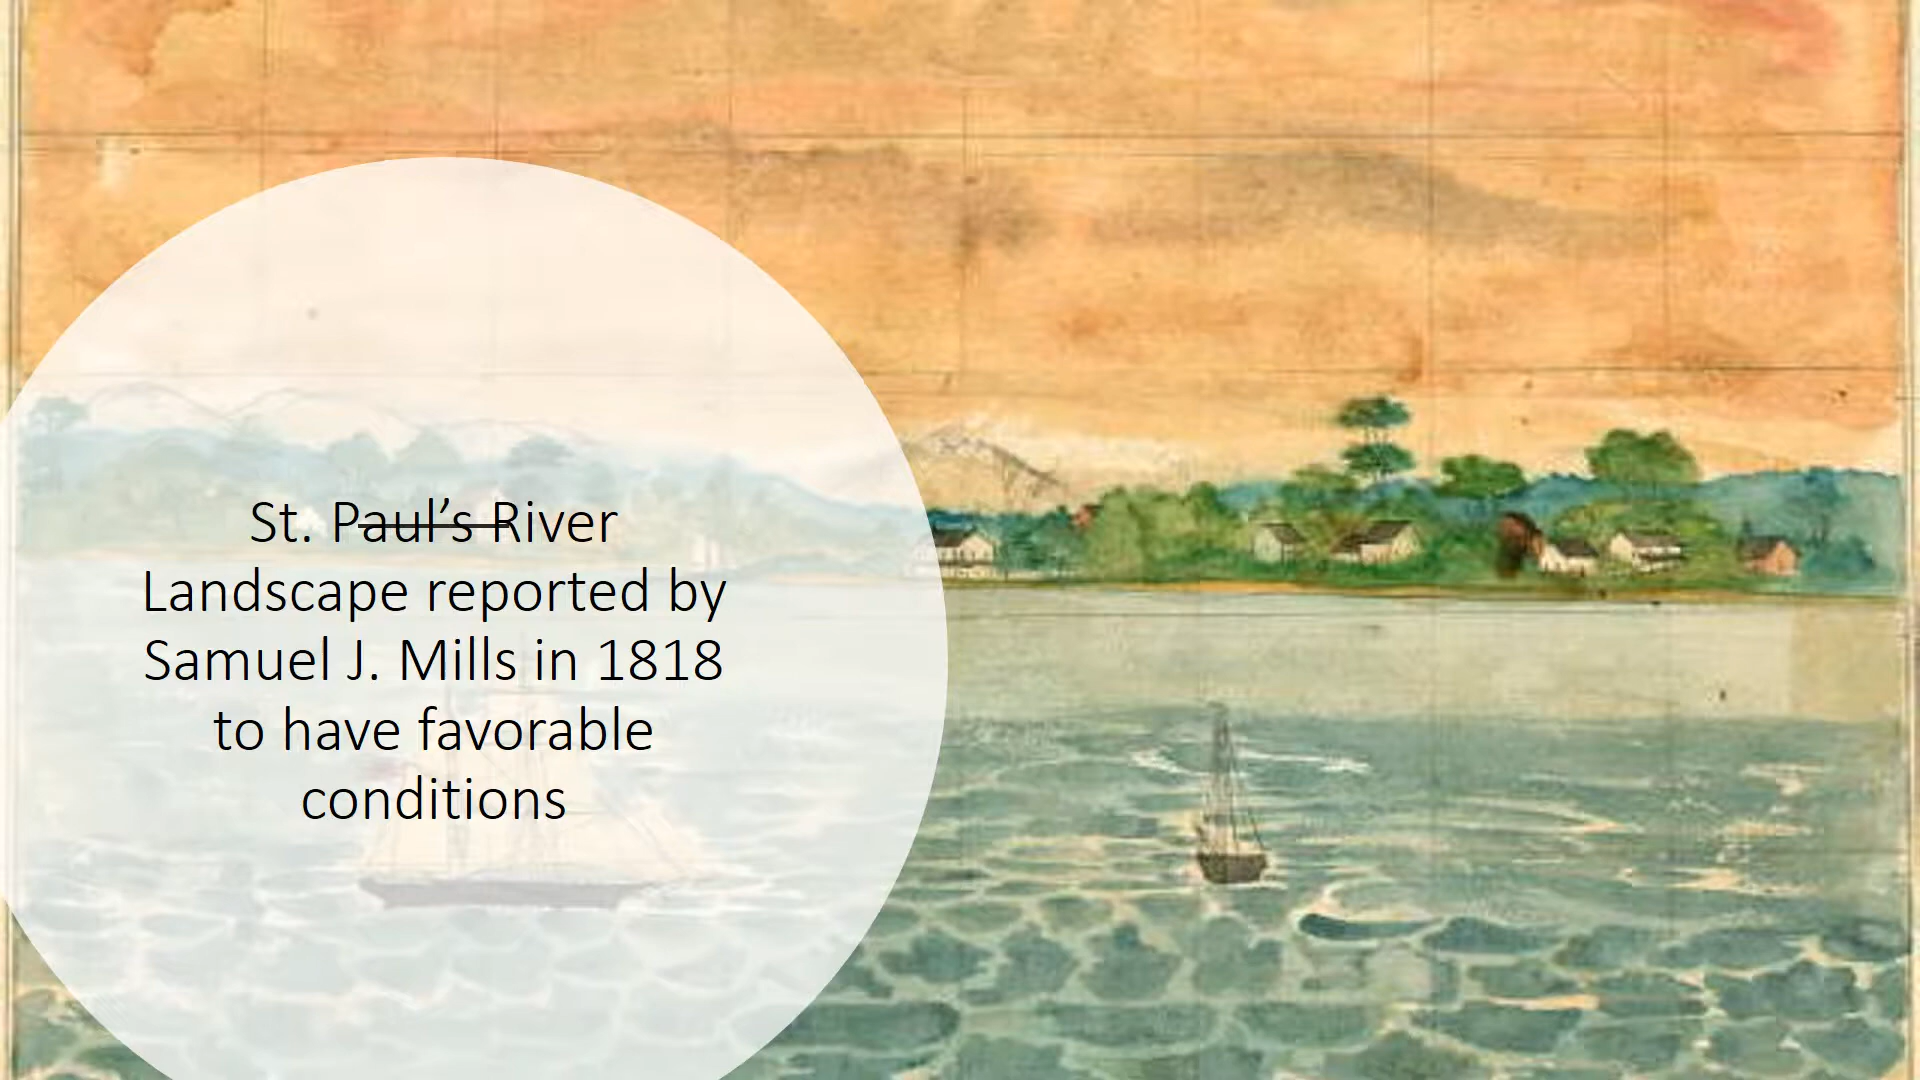 St. Paul’s River
Landscape reported by
Samuel J. Mills in 1818
to have favorable
conditions